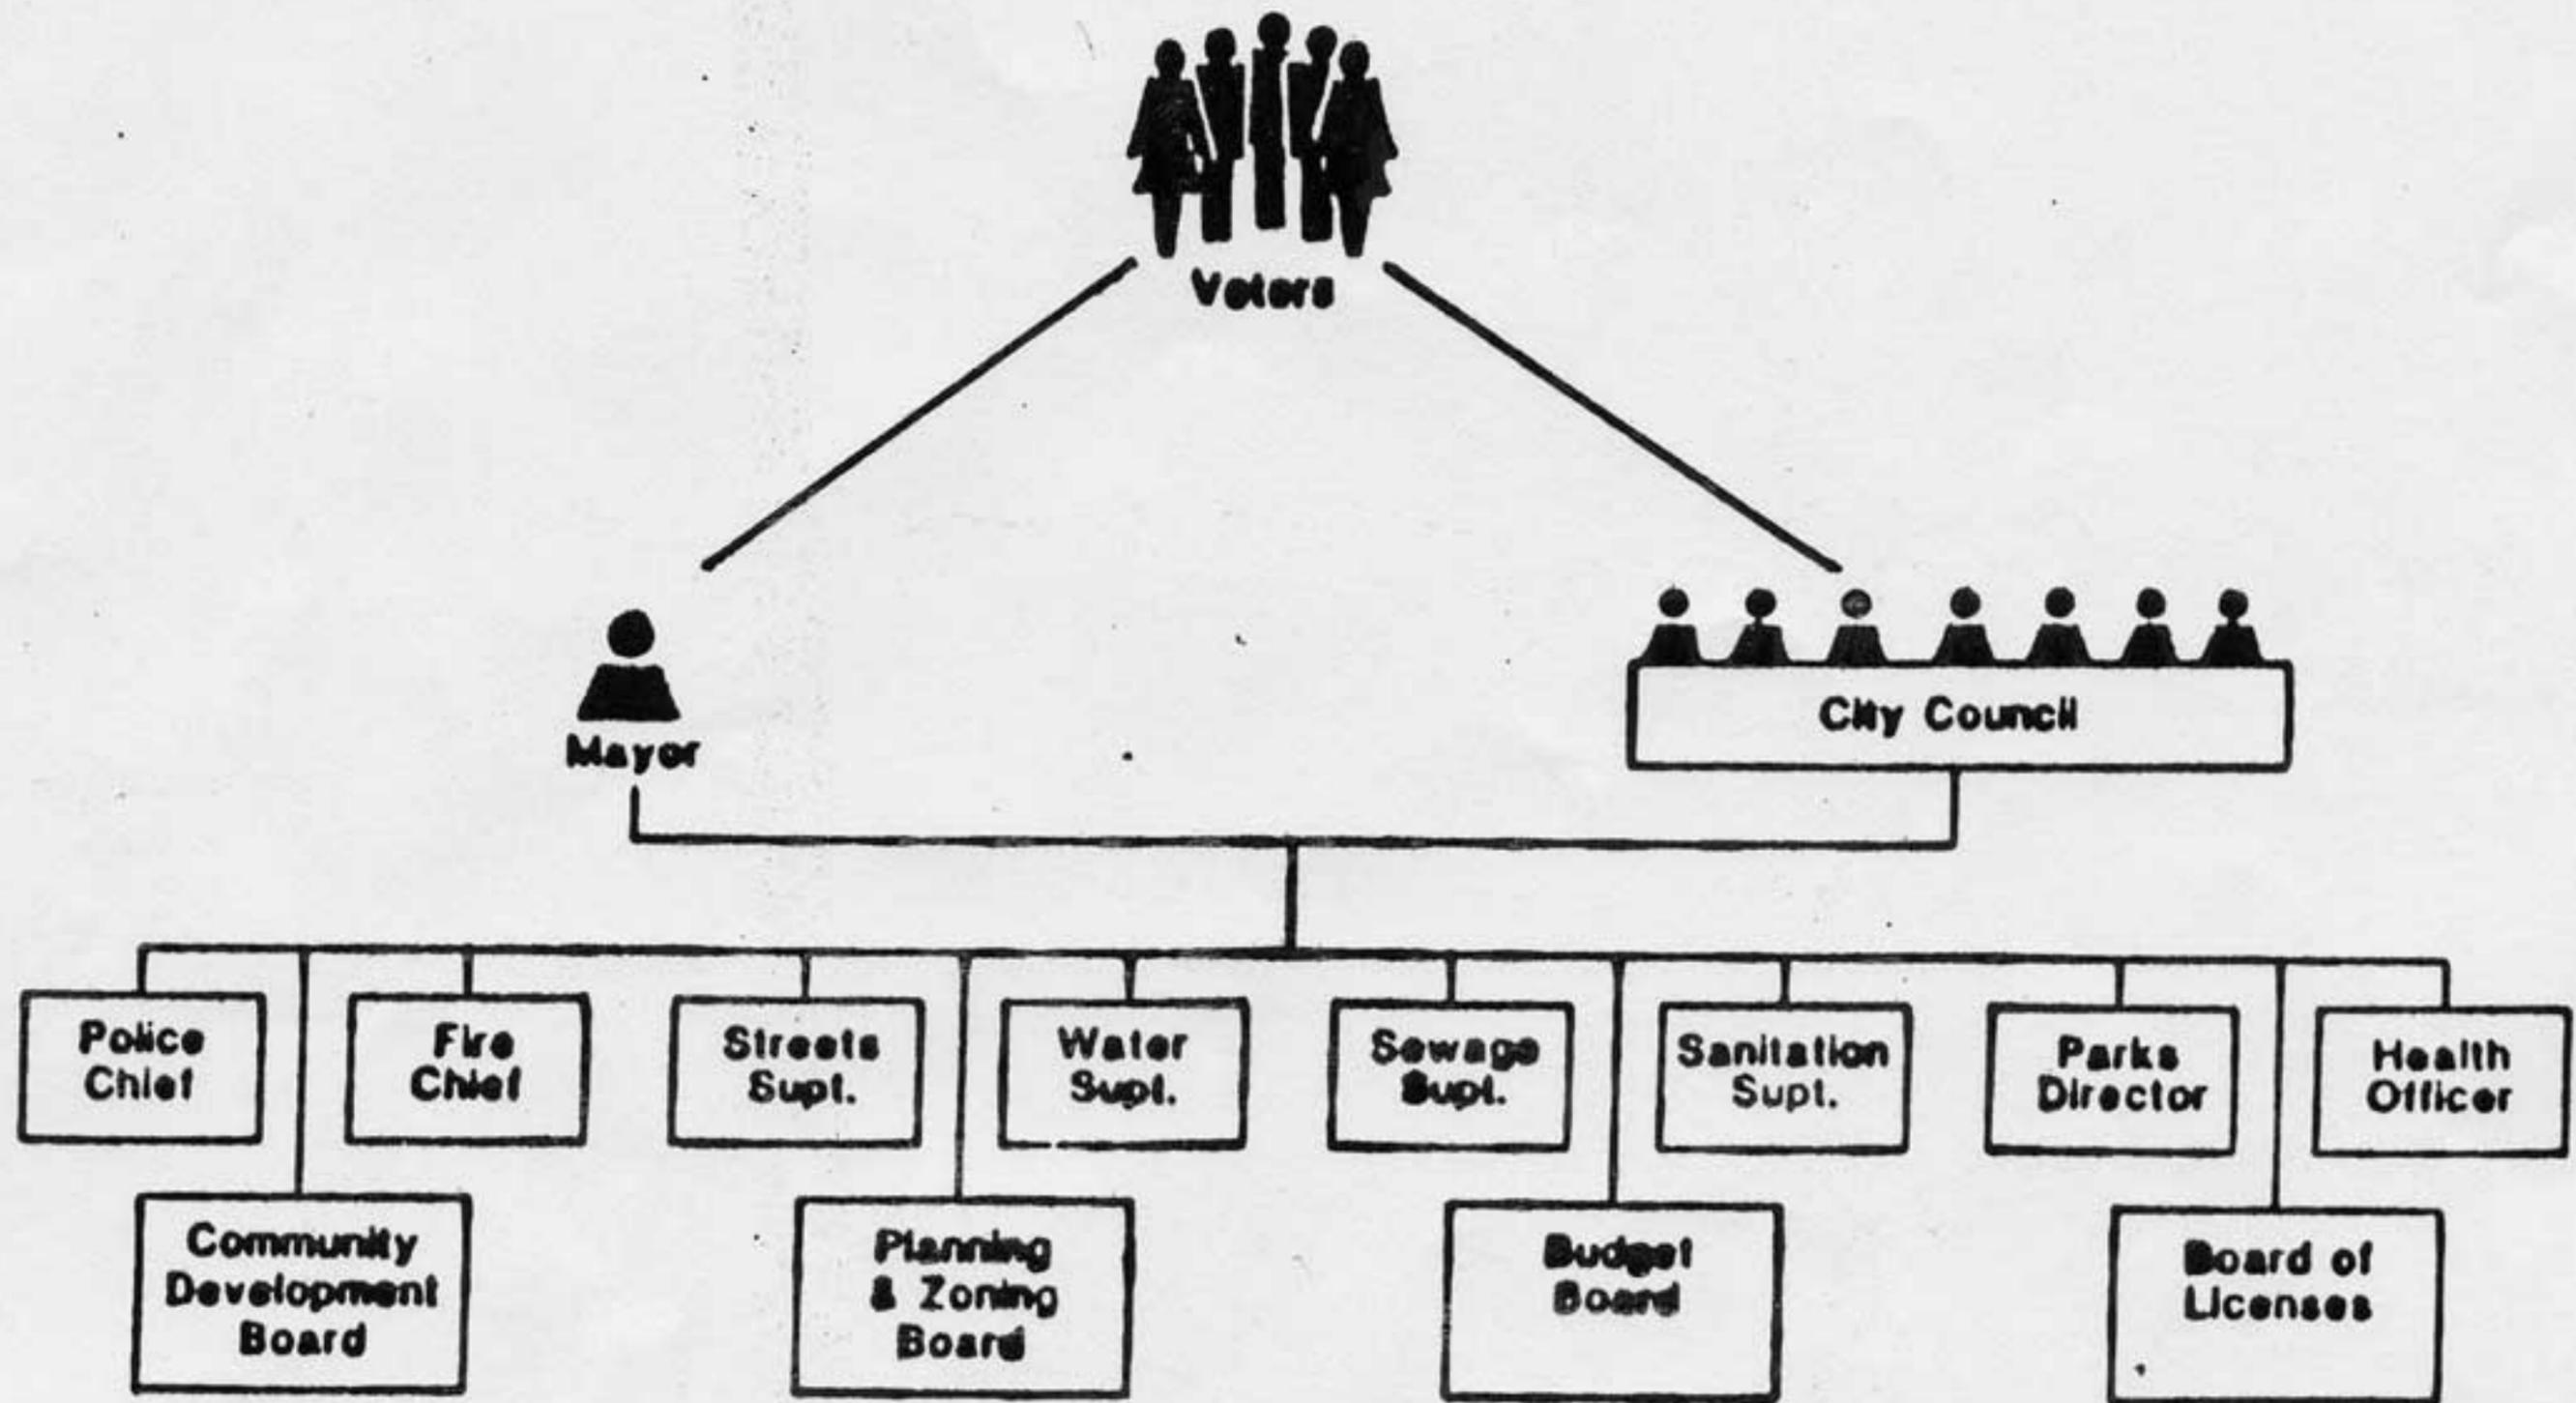 Voters
Mayor
City Council
Police
Chief
Fire
Chief
Streets
Supt.
Water
Supt.
Sewage
Supt.
Sanitation
Supt.
Parks
Director
Health
Officer
Community
Development
Board
Planning
& Zoning
Board
Budget
Board
Board of
Licenses